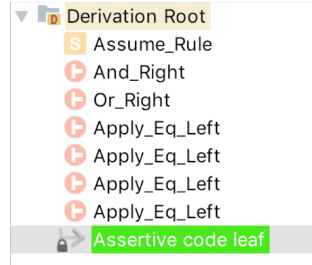 D Derivation Root
S Assume_Rule
And_Right
Or_Right
Apply_Eq_Left
Apply_Eq_Left
Apply_Eq_Left
Apply_Eq_Left
Assertive code leaf